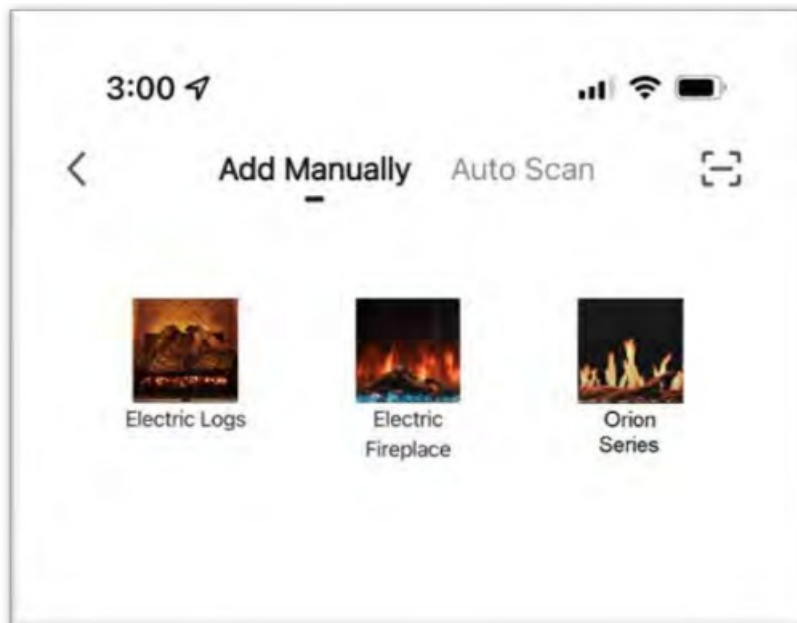 3:00
Add Manually Auto Scan
Electric Logs
Electric
Fireplace
Orion
Series